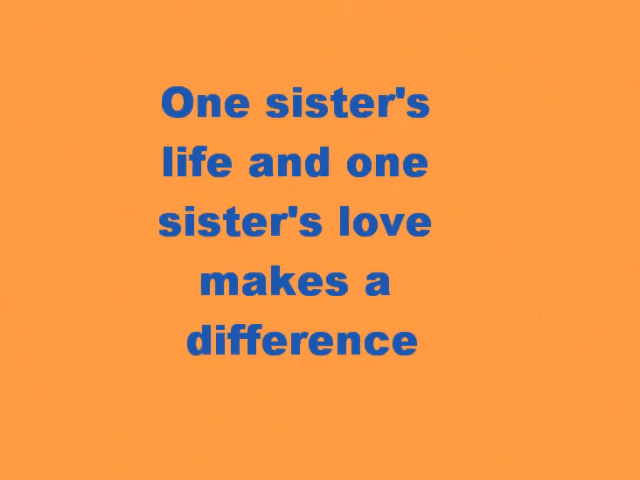 One sister's
life and one
sister's love
makes a
difference